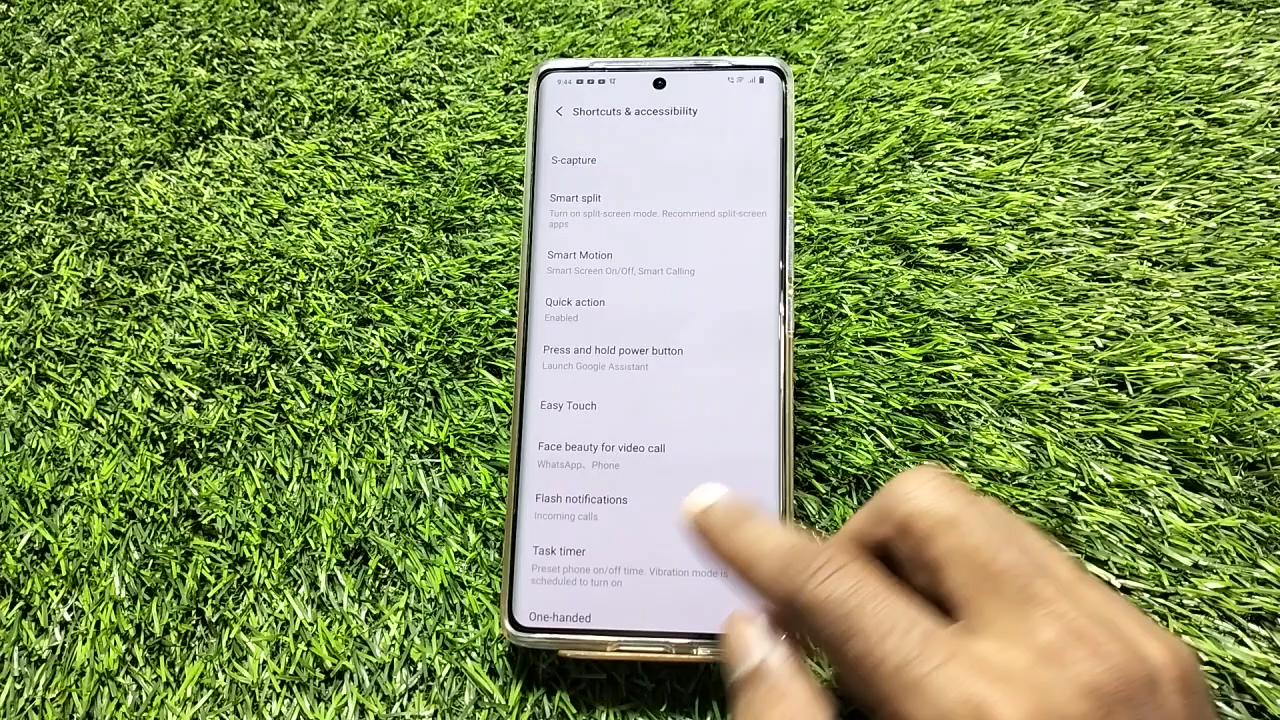 9:44
Shortcuts & accessibility
S-capture
Smart split
Turn on split-screen mode. Recommend split-screen
apps
Smart Motion
Smart Screen On/Off, Smart Calling
Quick action
Enabled
Press and hold power button
Launch Google Assistant
Easy Touch
Face beauty for video call
WhatsApp、Phone
Flash notifications
Incoming calls
Task timer
Preset phone on/off time. Vibration mode is
scheduled to turn on
One-handed